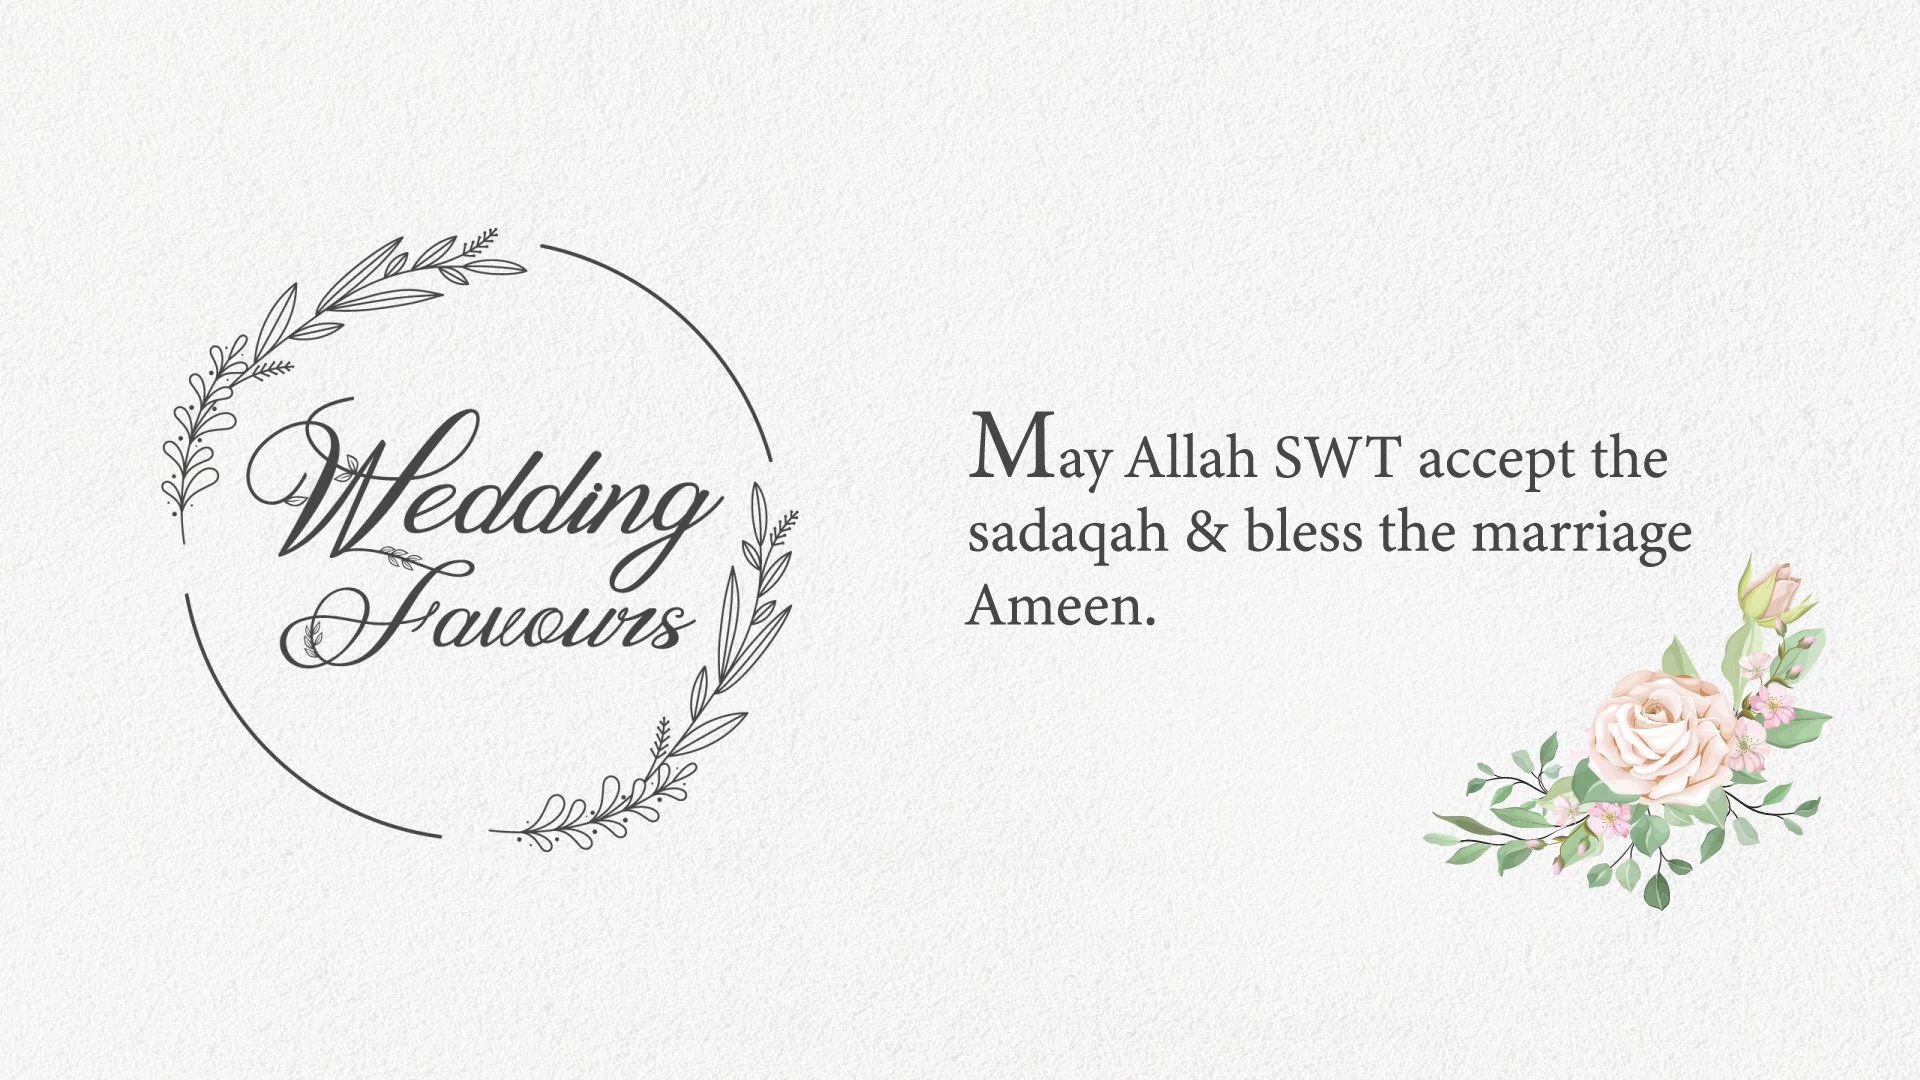 Wedding
Favours
May Allah SWT accept the
sadaqah & bless the marriage
Ameen.